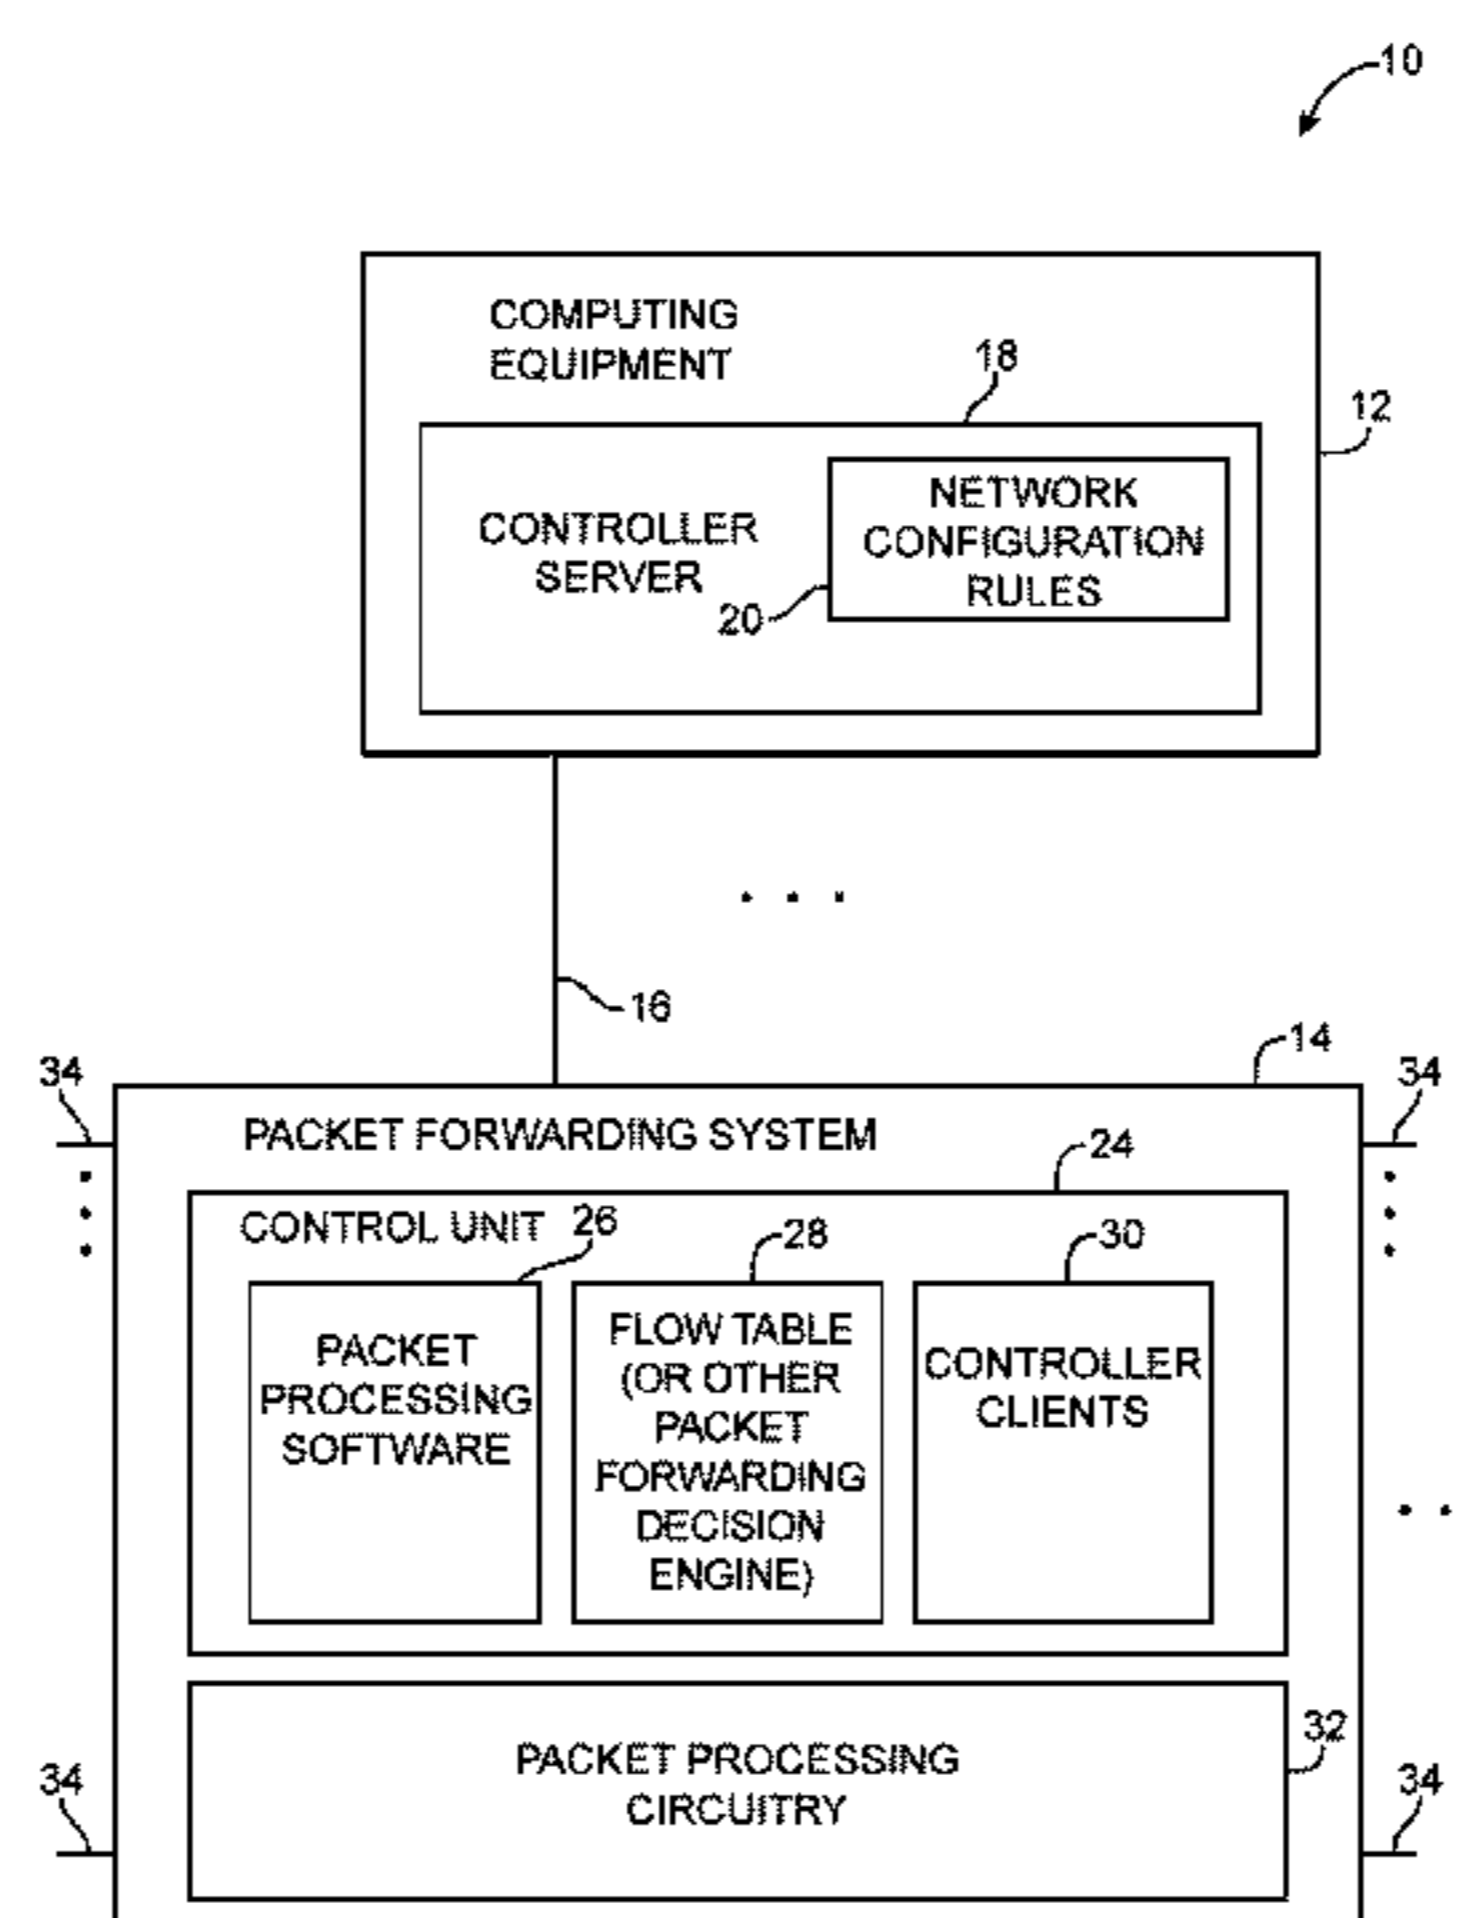 10
COMPUTING
EQUIPMENT
18
12
CONTROLLER
SERVER
20
NETWORK
CONFIGURATION
RULES
16
14
34
34
PACKET FORWARDING SYSTEM
24
CONTROL UNIT
26
28
30
PACKET
PROCESSING
SOFTWARE
FLOW TABLE
(OR OTHER
PACKET
FORWARDING
DECISION
ENGINE)
CONTROLLER
CLIENTS
32
PACKET PROCESSING
CIRCUITRY
34
34